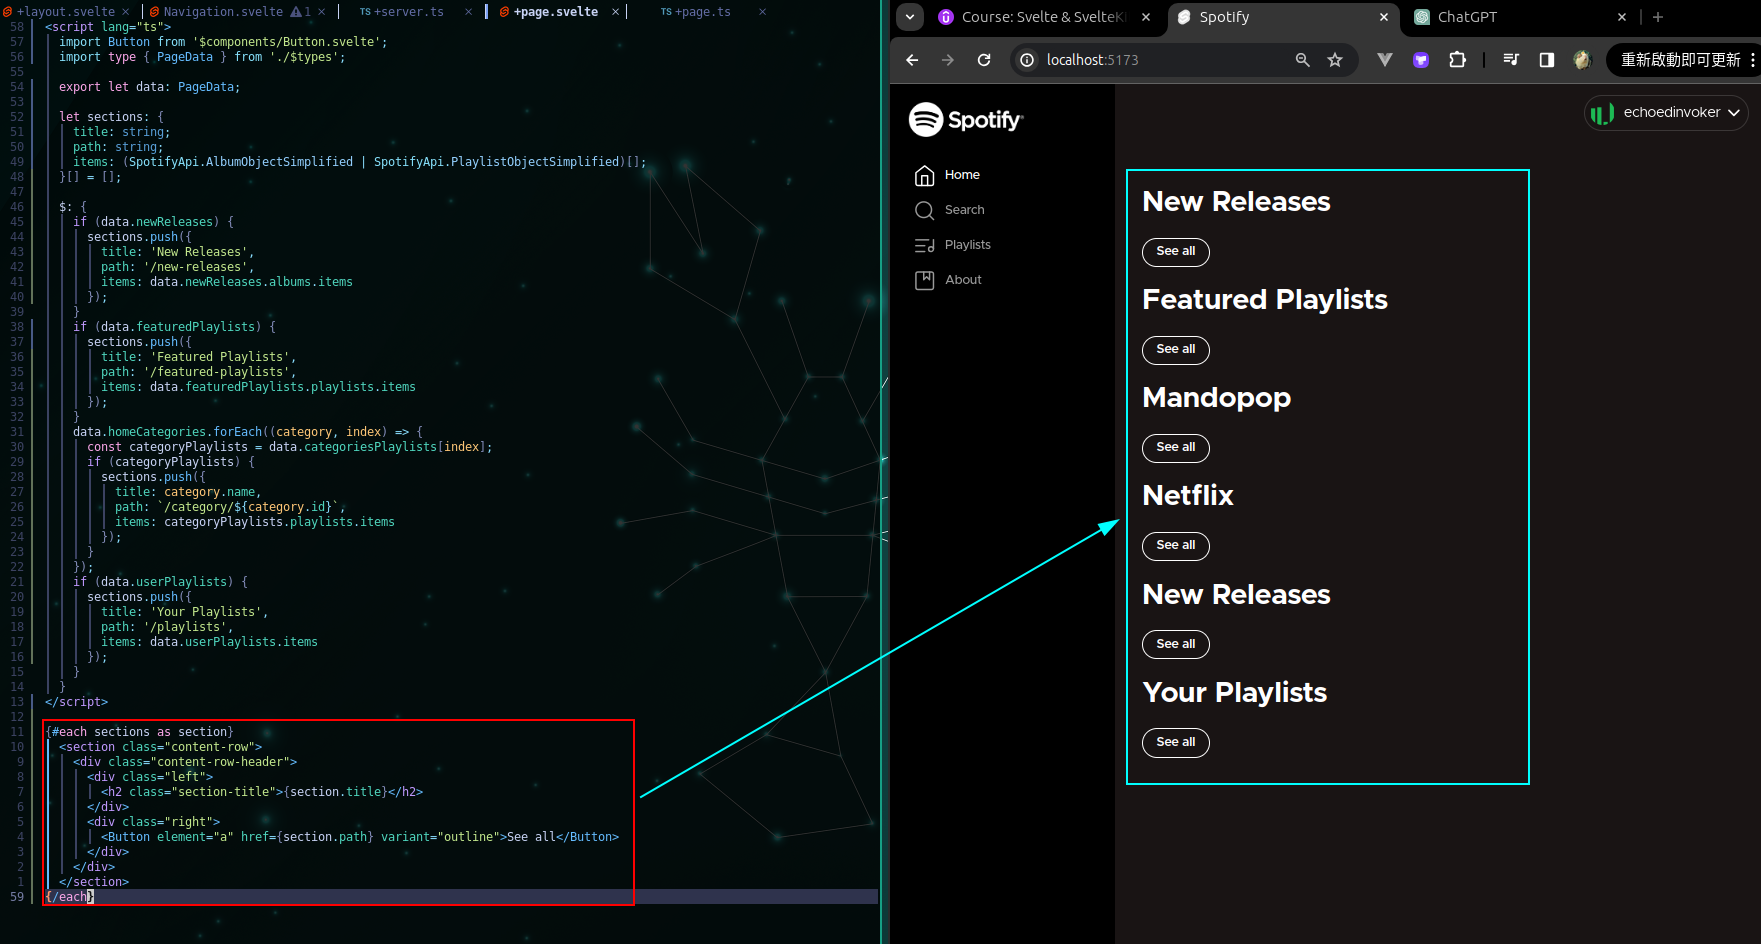 +layout.svelte × Navigation.svelte 1 × TS +server.ts × +page.svelte × TS +page.ts ×
58 <script lang="ts">
57 import Button from '$components/Button.svelte';
56 import type { PageData } from './$types';
55
54 export let data: PageData;
53
52 let sections: {
51 title: string;
50 path: string;
49 items: (SpotifyApi.AlbumObjectSimplified | SpotifyApi.PlaylistObjectSimplified)[];
48 }[] = [];
47
46 $: {
45 if (data.newReleases) {
44 sections.push({
43 title: 'New Releases',
42 path: '/new-releases',
41 items: data.newReleases.albums.items
40 });
39 }
38 if (data.featuredPlaylists) {
37 sections.push({
36 title: 'Featured Playlists',
35 path: '/featured-playlists',
34 items: data.featuredPlaylists.playlists.items
33 });
32 }
31 data.homeCategories.forEach((category, index) => {
30 const categoryPlaylists = data.categoriesPlaylists[index];
29 if (categoryPlaylists) {
28 sections.push({
27 title: category.name,
26 path: `/category/${category.id}`,
25 items: categoryPlaylists.playlists.items
24 });
23 }
22 });
21 if (data.userPlaylists) {
20 sections.push({
19 title: 'Your Playlists',
18 path: '/playlists',
17 items: data.userPlaylists.items
16 });
15 }
14 }
13 </script>
12
11 {#each sections as section}
10 <section class="content-row">
9 <div class="content-row-header">
8 <div class="left">
7 <h2 class="section-title">{section.title}</h2>
6 </div>
5 <div class="right">
4 <Button element="a" href={section.path} variant="outline">See all</Button>
3 </div>
2 </div>
1 </section>
59 {/each}
Course: Svelte & SvelteKi × Spotify × ChatGPT × +
localhost:5173 重新啟動即可更新
Spotify
echoedinvoker
Home
Search
Playlists
About
New Releases
See all
Featured Playlists
See all
Mandopop
See all
Netflix
See all
New Releases
See all
Your Playlists
See all